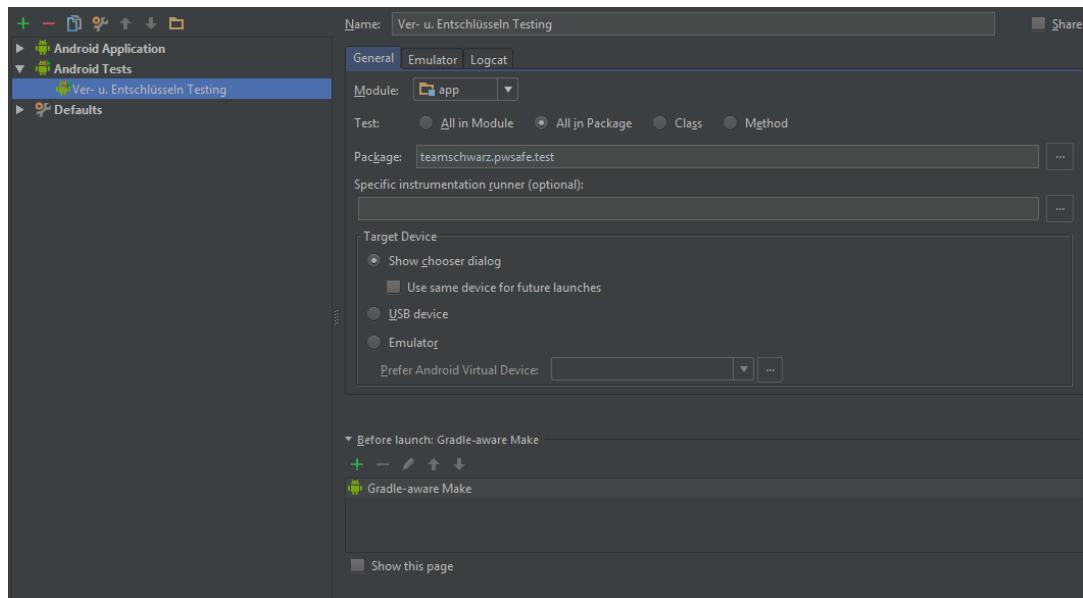 Name: Ver- u. Entschlüsseln Testing Share
Android Application
Android Tests
Ver- u. Entschlüsseln Testing
Defaults
General Emulator Logcat
Module: app
Test: All in Module All in Package Class Method
Package: teamschwarz.pwsafe.test ...
Specific instrumentation runner (optional):
...
Target Device
Show chooser dialog
Use same device for future launches
USB device
Emulator
Prefer Android Virtual Device: ...
Before launch: Gradle-aware Make
Gradle-aware Make
Show this page